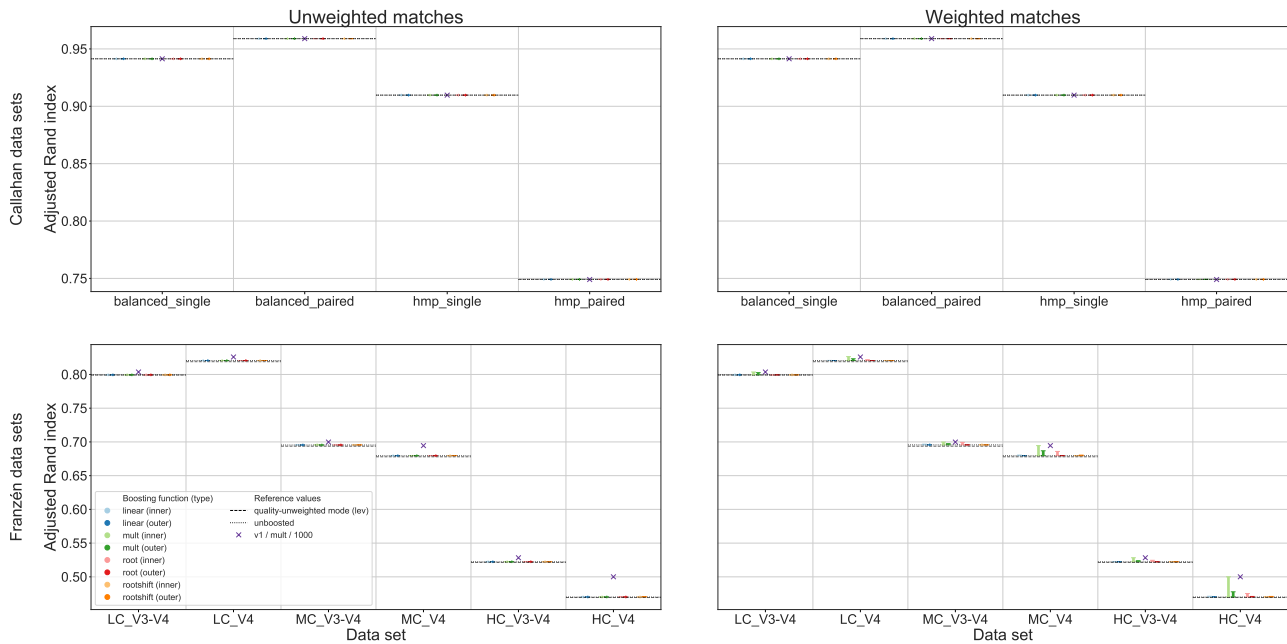 Unweighted matches
Weighted matches
Callahan data sets
Adjusted Rand index
0.95
0.90
0.85
0.80
0.75
balanced_single balanced_paired hmp_single hmp_paired
balanced_single balanced_paired hmp_single hmp_paired
Franzén data sets
Adjusted Rand index
0.80
0.75
0.70
0.65
0.60
0.55
0.50
Boosting function (type)
linear (inner)
linear (outer)
mult (inner)
mult (outer)
root (inner)
root (outer)
rootshift (inner)
rootshift (outer)
Reference values
quality-unweighted mode (lev)
unboosted
v1 / mult / 1000
LC_V3-V4 LC_V4 MC_V3-V4 MC_V4 HC_V3-V4 HC_V4
Data set
LC_V3-V4 LC_V4 MC_V3-V4 MC_V4 HC_V3-V4 HC_V4
Data set